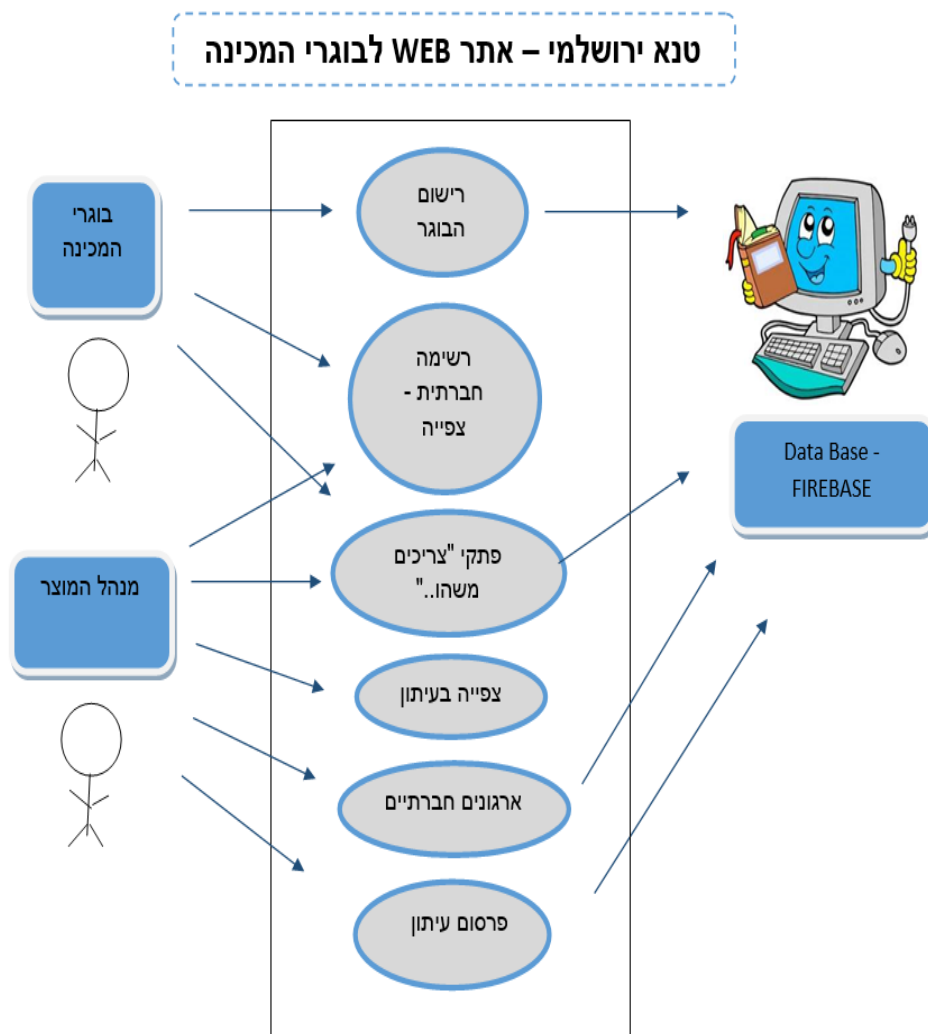 טנא ירושלמי – אתר WEB לבוגרי המכינה
בוגרי
המכינה
מנהל המוצר
רישום
הבוגר
רשימה
חברתית -
צפייה
פתקי "צריכים
משהו.."
צפייה בעיתון
ארגונים חברתיים
פרסום עיתון
Data Base -
FIREBASE